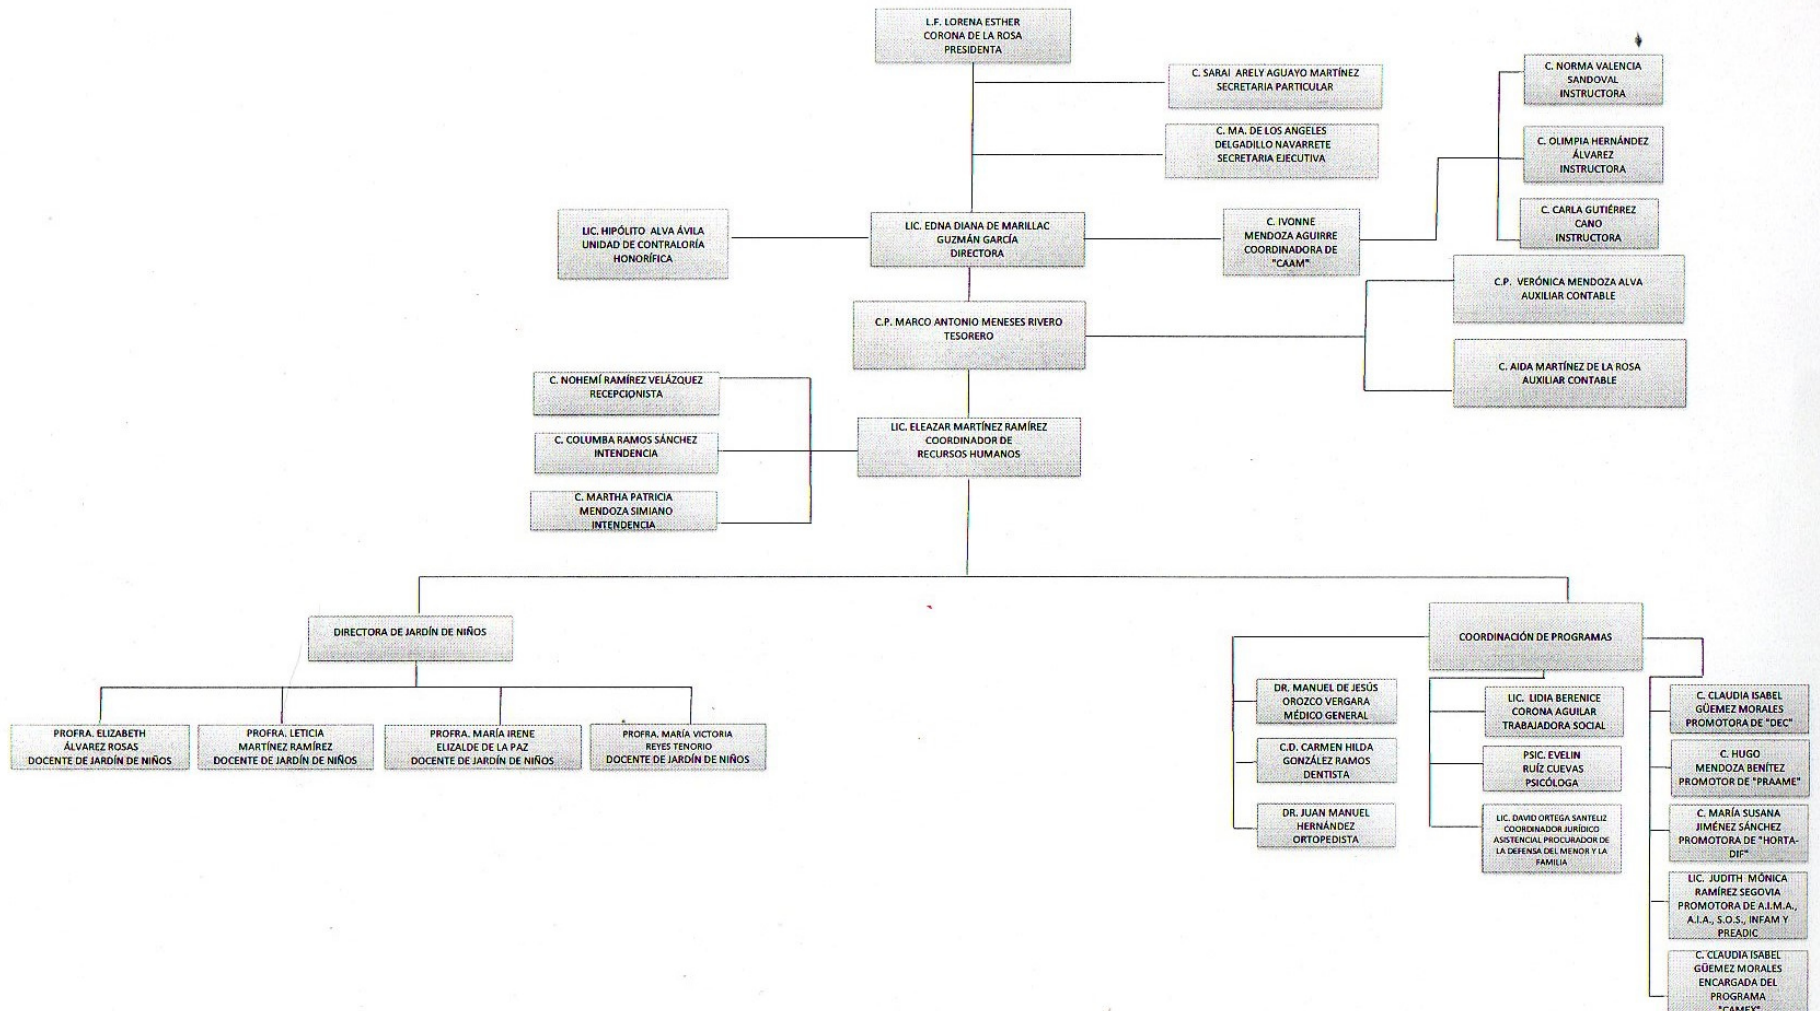 L.F. LORENA ESTHER
CORONA DE LA ROSA
PRESIDENTA
C. SARAI ARELY AGUAYO MARTÍNEZ
SECRETARIA PARTICULAR
C. MA. DE LOS ANGELES
DELGADILLO NAVARRETE
SECRETARIA EJECUTIVA
C. NORMA VALENCIA
SANDOVAL
INSTRUCTORA
C. OLIMPIA HERNÁNDEZ
ÁLVAREZ
INSTRUCTORA
C. CARLA GUTIÉRREZ
CANO
INSTRUCTORA
LIC. HIPÓLITO ALVA ÁVILA
UNIDAD DE CONTRALORÍA
HONORÍFICA
LIC. EDNA DIANA DE MARILLAC
GUZMÁN GARCÍA
DIRECTORA
C. IVONNE
MENDOZA AGUIRRE
COORDINADORA DE
"CAAM"
C.P. VERÓNICA MENDOZA ALVA
AUXILIAR CONTABLE
C.P. MARCO ANTONIO MENESES RIVERO
TESORERO
C. AIDA MARTÍNEZ DE LA ROSA
AUXILIAR CONTABLE
C. NOHEMÍ RAMÍREZ VELÁZQUEZ
RECEPCIONISTA
C. COLUMBA RAMOS SÁNCHEZ
INTENDENCIA
C. MARTHA PATRICIA
MENDOZA SIMIANO
INTENDENCIA
LIC. ELEAZAR MARTÍNEZ RAMÍREZ
COORDINADOR DE
RECURSOS HUMANOS
DIRECTORA DE JARDÍN DE NIÑOS
PROFRA. ELIZABETH
ÁLVAREZ ROSAS
DOCENTE DE JARDÍN DE NIÑOS
PROFRA. LETICIA
MARTÍNEZ RAMÍREZ
DOCENTE DE JARDÍN DE NIÑOS
PROFRA. MARÍA IRENE
ELIZALDE DE LA PAZ
DOCENTE DE JARDÍN DE NIÑOS
PROFRA. MARÍA VICTORIA
REYES TENORIO
DOCENTE DE JARDÍN DE NIÑOS
COORDINACIÓN DE PROGRAMAS
DR. MANUEL DE JESÚS
OROZCO VERGARA
MÉDICO GENERAL
C.D. CARMEN HILDA
GONZÁLEZ RAMOS
DENTISTA
DR. JUAN MANUEL
HERNÁNDEZ
ORTOPEDISTA
LIC. LIDIA BERENICE
CORONA AGUILAR
TRABAJADORA SOCIAL
PSIC. EVELIN
RUÍZ CUEVAS
PSICÓLOGA
LIC. DAVID ORTEGA SANTELIZ
COORDINADOR JURÍDICO
ASISTENCIAL PROCURADOR DE
LA DEFENSA DEL MENOR Y LA
FAMILIA
C. CLAUDIA ISABEL
GÜEMEZ MORALES
PROMOTORA DE "DEC"
C. HUGO
MENDOZA BENÍTEZ
PROMOTOR DE "PRAAME"
C. MARÍA SUSANA
JIMÉNEZ SÁNCHEZ
PROMOTORA DE "HORTA-
DIF"
LIC. JUDITH MÓNICA
RAMÍREZ SEGOVIA
PROMOTORA DE A.I.M.A.,
A.I.A., S.O.S., INFAM Y
PREADIC
C. CLAUDIA ISABEL
GÜEMEZ MORALES
ENCARGADA DEL
PROGRAMA
"CAMEX"